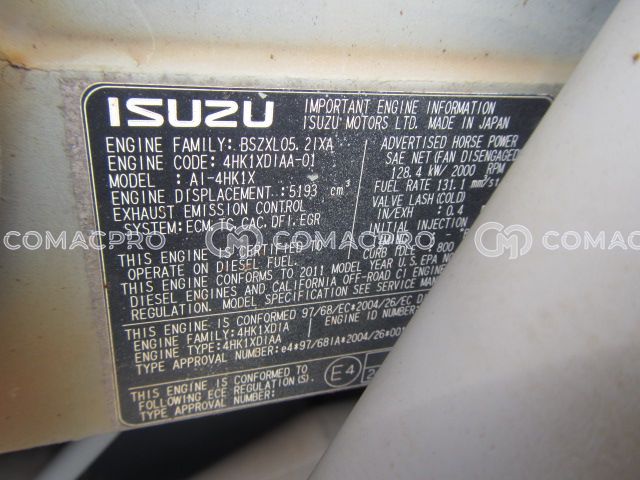 ISUZU
IMPORTANT ENGINE INFORMATION
ISUZU MOTORS LTD. MADE IN JAPAN
ENGINE FAMILY: BSZXL05.2IXA
ENGINE CODE: 4HK1XDIAA-01
MODEL : AI-4HK1X
ENGINE DISPLACEMENT :5193 cm³
EXHAUST EMISSION CONTROL
SYSTEM:ECM,TC,CAC,DFI,EGR
ADVERTISED HORSE POWER
SAE NET (FAN DISENGAGED
128.4 kW/ 2000 RPM
FUEL RATE 131.1 mm³/st
VALVE LASH(COLD)
IN/EXH : 0.4
INITIAL INJECTION
CURB IDLE: 800
THIS ENGINE IS CERTIFIED TO
OPERATE ON DIESEL FUEL
THIS ENGINE CONFORMS TO 2011 MODEL YEAR U.S.EPA
DIESEL ENGINES AND CALIFORNIA OFF-ROAD C1 ENGINE
REGULATION. MODEL SPECIFICATION SEE SERVICE
THIS ENGINE IS CONFORMED 97/68/EC*2004/26/EC
ENGINE FAMILY:4HK1XDIA
ENGINE ID NUMBER
ENGINE TYPE:4HK1XDIAA
TYPE APPROVAL NUMBER:e4*97/68IA*2004/26*001
THIS ENGINE IS CONFORMED TO
FOLLOWING ECE REGULATION(S).
TYPE APPROVAL NUMBER:
E4
COMACPRO COMACPRO COMACPRO